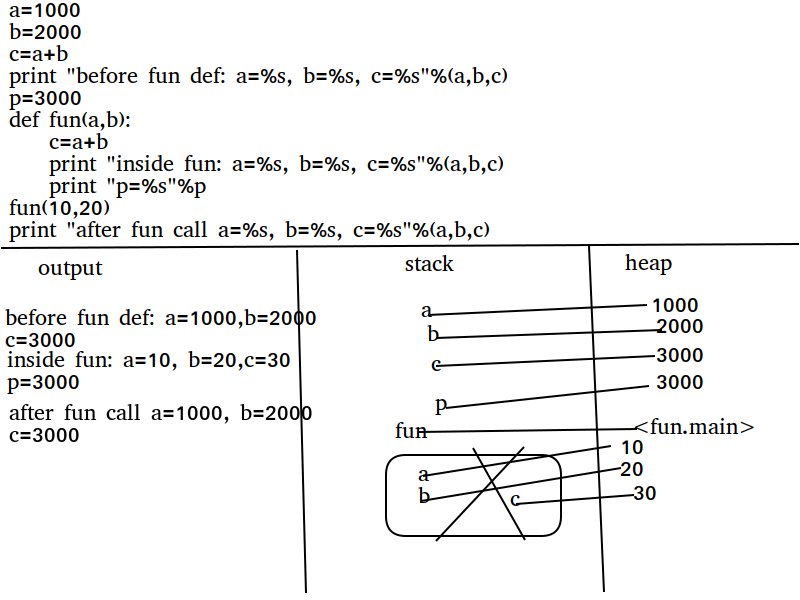 a=1000
b=2000
c=a+b
print "before fun def: a=%s, b=%s, c=%s"%(a,b,c)
p=3000
def fun(a,b):
    c=a+b
    print "inside fun: a=%s, b=%s, c=%s"%(a,b,c)
    print "p=%s"%p
fun(10,20)
print "after fun call a=%s, b=%s, c=%s"%(a,b,c)
output
before fun def: a=1000,b=2000
c=3000
inside fun: a=10, b=20,c=30
p=3000
after fun call a=1000, b=2000
c=3000
stack
a
b
c
p
fun
a
b
c
heap
1000
2000
3000
3000
<fun.main>
10
20
30